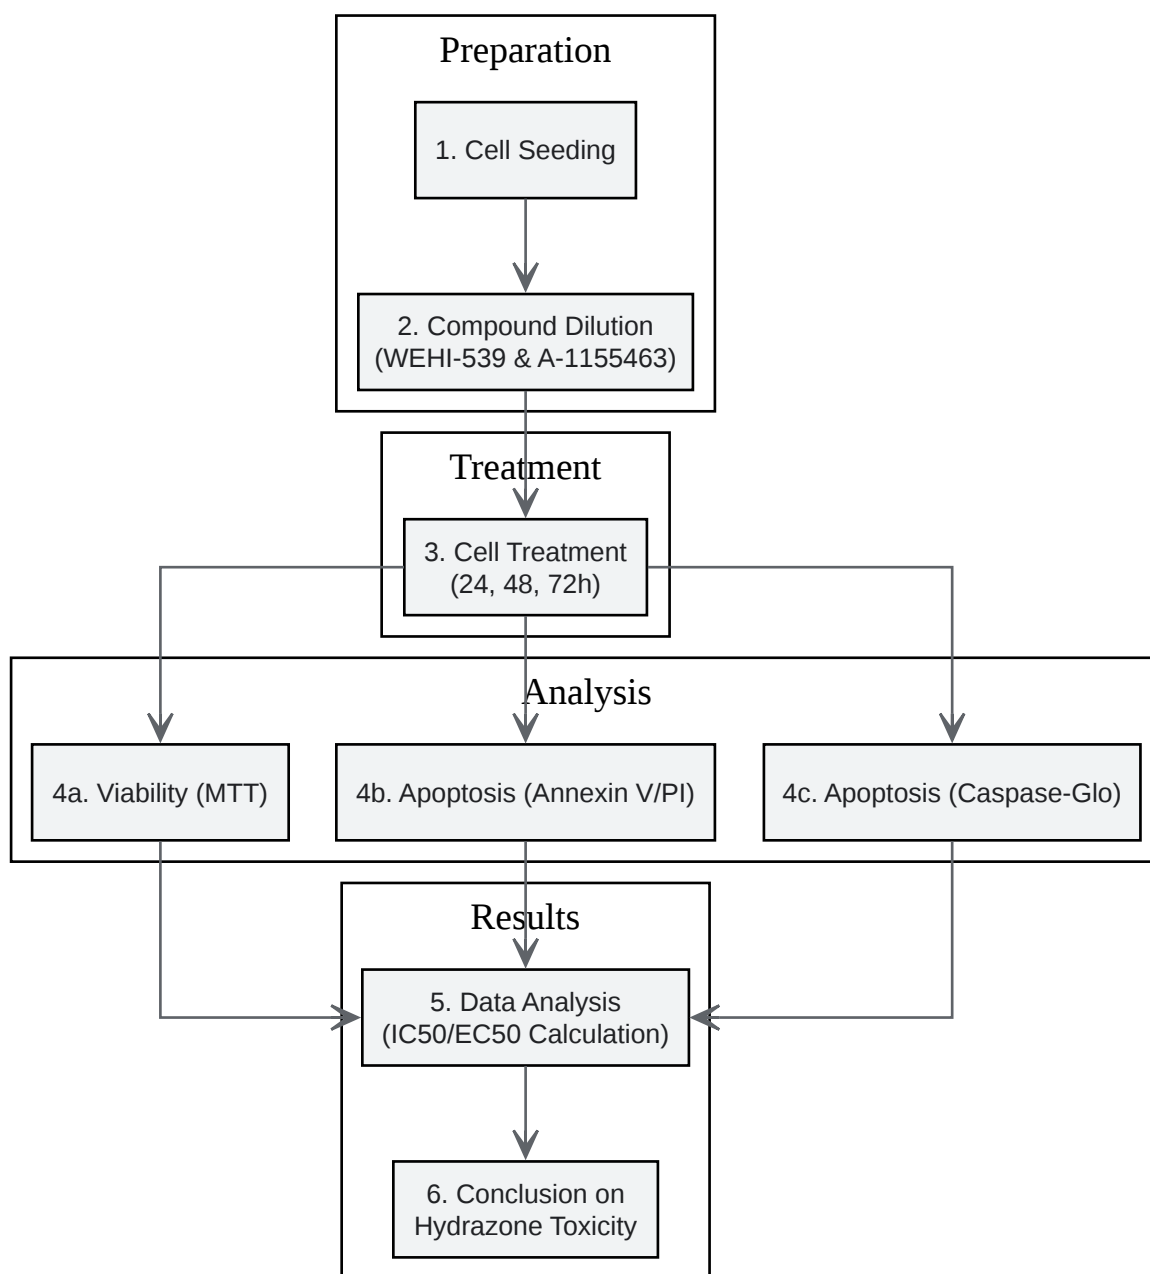 Preparation
1. Cell Seeding
2. Compound Dilution
(WEHI-539 & A-1155463)
Treatment
3. Cell Treatment
(24, 48, 72h)
Analysis
4a. Viability (MTT)
4b. Apoptosis (Annexin V/PI)
4c. Apoptosis (Caspase-Glo)
Results
5. Data Analysis
(IC50/EC50 Calculation)
6. Conclusion on
Hydrazone Toxicity